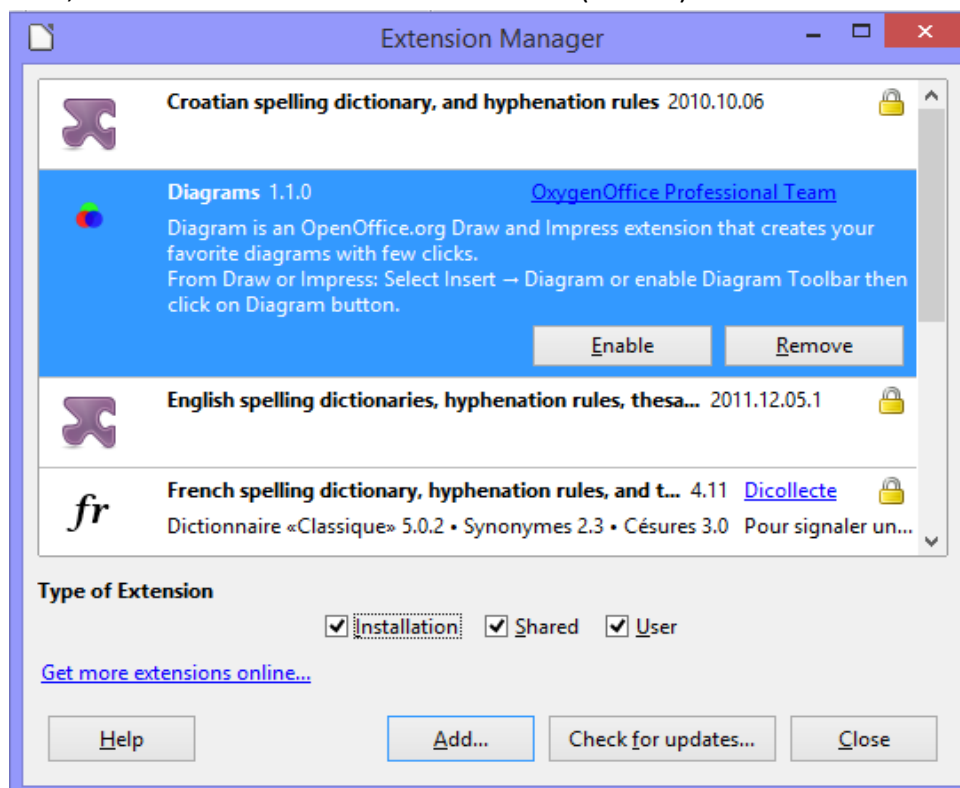 Extension Manager
Croatian spelling dictionary, and hyphenation rules 2010.10.06
Diagrams 1.1.0 OxygenOffice Professional Team
Diagram is an OpenOffice.org Draw and Impress extension that creates your
favorite diagrams with few clicks.
From Draw or Impress: Select Insert → Diagram or enable Diagram Toolbar then
click on Diagram button.
Enable Remove
English spelling dictionaries, hyphenation rules, thesa... 2011.12.05.1
fr
French spelling dictionary, hyphenation rules, and t... 4.11 Dicollecte
Dictionnaire «Classique» 5.0.2 • Synonymes 2.3 • Césures 3.0 Pour signaler un...
Type of Extension
Installation Shared User
Get more extensions online...
Help Add... Check for updates... Close